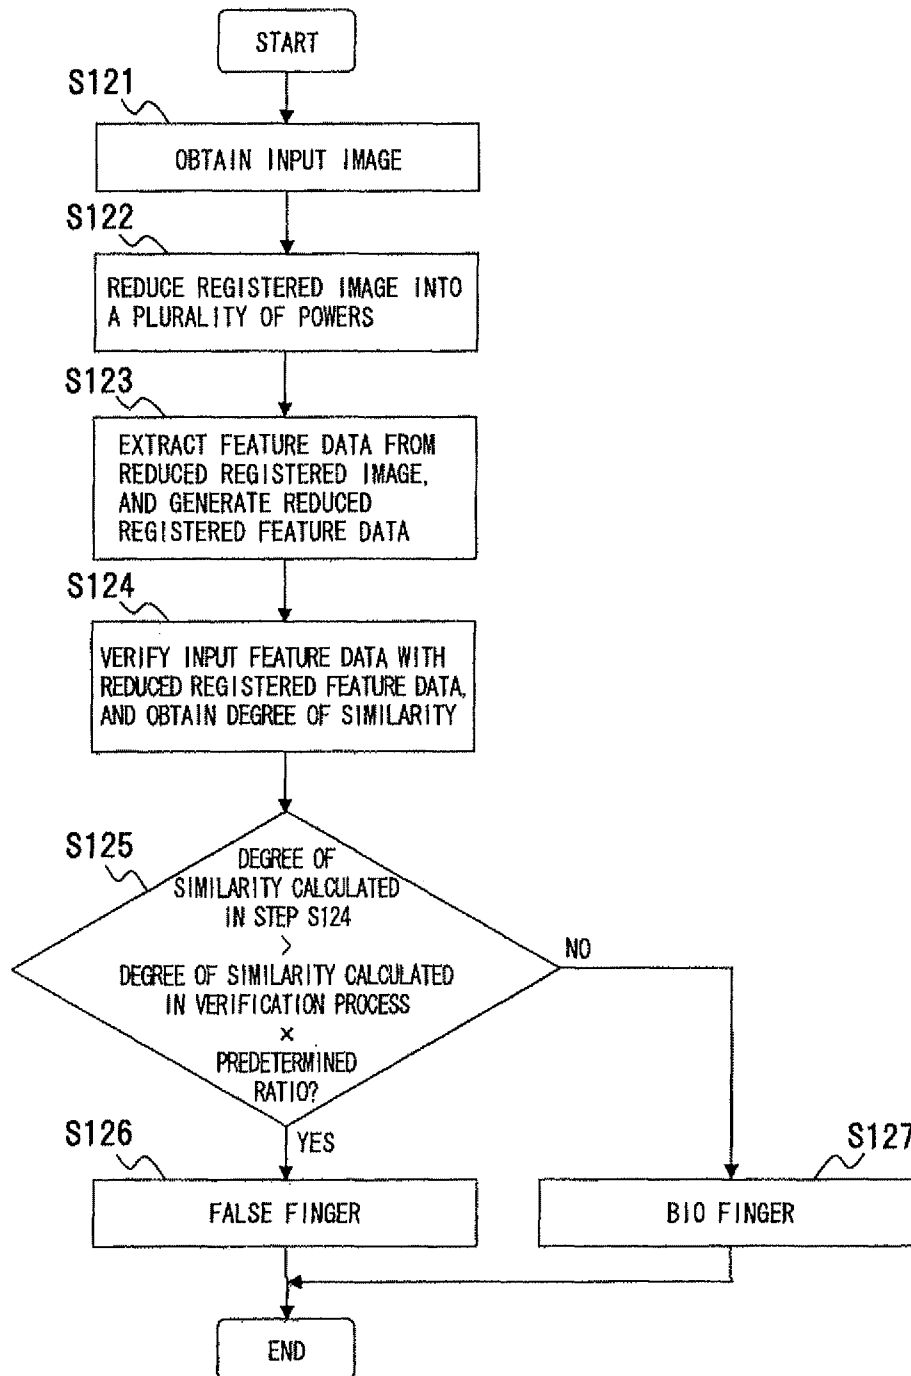 START
S121
OBTAIN INPUT IMAGE
S122
REDUCE REGISTERED IMAGE INTO
A PLURALITY OF POWERS
S123
EXTRACT FEATURE DATA FROM
REDUCED REGISTERED IMAGE,
AND GENERATE REDUCED
REGISTERED FEATURE DATA
S124
VERIFY INPUT FEATURE DATA WITH
REDUCED REGISTERED FEATURE DATA,
AND OBTAIN DEGREE OF SIMILARITY
S125
DEGREE OF
SIMILARITY CALCULATED
IN STEP S124
>
DEGREE OF SIMILARITY CALCULATED
IN VERIFICATION PROCESS
×
PREDETERMINED
RATIO?
NO
YES
S126
FALSE FINGER
S127
BIO FINGER
END